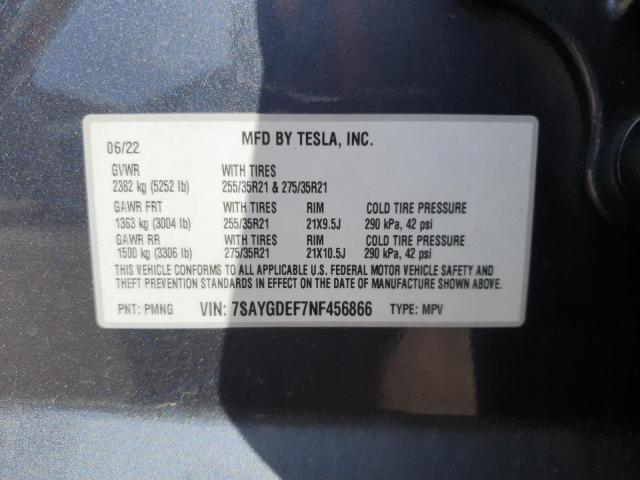 06/22 MFD BY TESLA, INC.
GVWR WITH TIRES
2382 kg (5252 lb) 255/35R21 & 275/35R21
GAWR FRT WITH TIRES RIM COLD TIRE PRESSURE
1363 kg (3004 lb) 255/35R21 21X9.5J 290 kPa, 42 psi
GAWR RR WITH TIRES RIM COLD TIRE PRESSURE
1500 kg (3306 lb) 275/35R21 21X10.5J 290 kPa, 42 psi
THIS VEHICLE CONFORMS TO ALL APPLICABLE U.S. FEDERAL MOTOR VEHICLE SAFETY AND
THEFT PREVENTION STANDARDS IN EFFECT ON THE DATE OF MANUFACTURE SHOWN ABOVE.
PNT: PMNG VIN: 7SAYGDEF7NF456866 TYPE: MPV